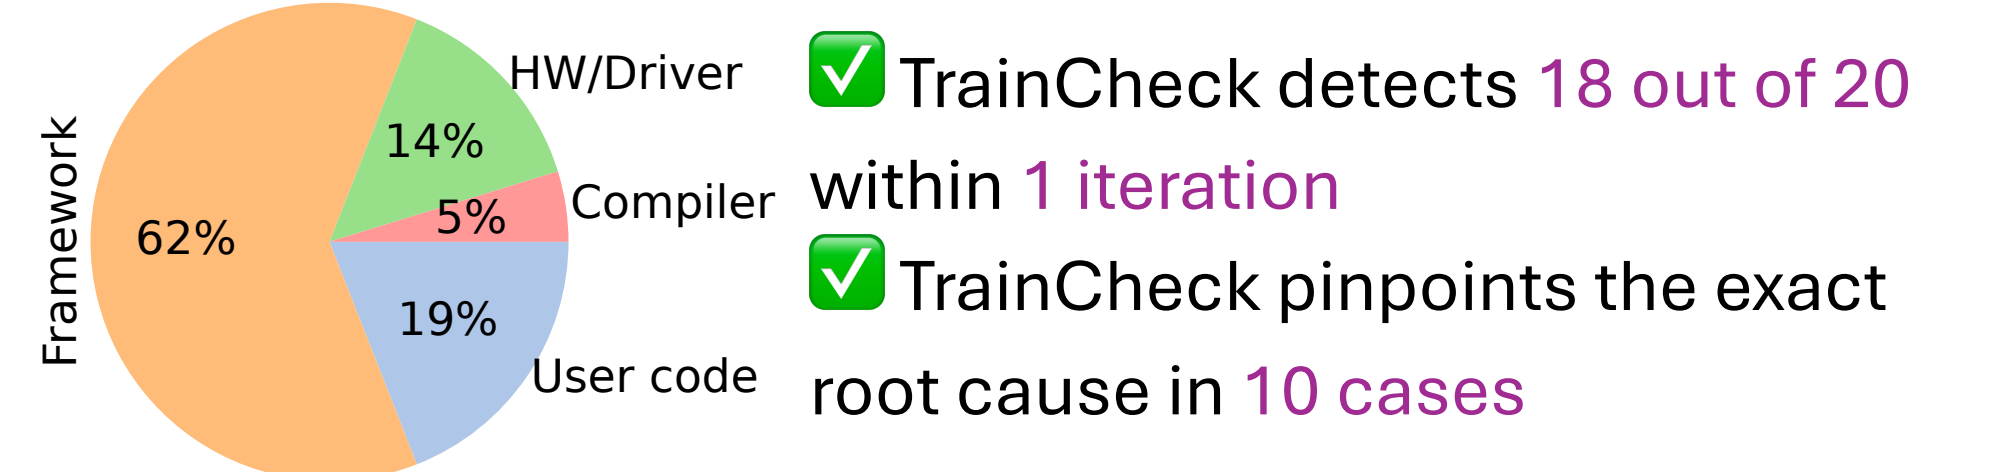 Framework
62%
HW/Driver
14%
Compiler
5%
19%
User code
✅ TrainCheck detects 18 out of 20
within 1 iteration
✅ TrainCheck pinpoints the exact
root cause in 10 cases